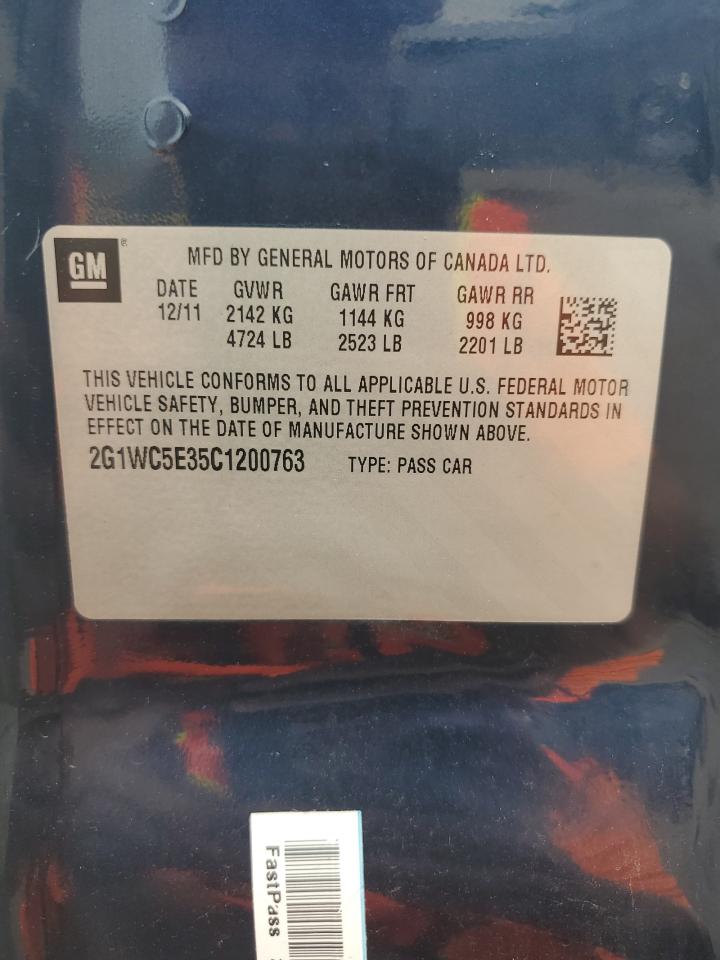 GM®
MFD BY GENERAL MOTORS OF CANADA LTD.
DATE GVWR GAWR FRT GAWR RR
12/11 2142 KG 1144 KG 998 KG
4724 LB 2523 LB 2201 LB
THIS VEHICLE CONFORMS TO ALL APPLICABLE U.S. FEDERAL MOTOR
VEHICLE SAFETY, BUMPER, AND THEFT PREVENTION STANDARDS IN
EFFECT ON THE DATE OF MANUFACTURE SHOWN ABOVE.
2G1WC5E35C1200763 TYPE: PASS CAR
FastPass